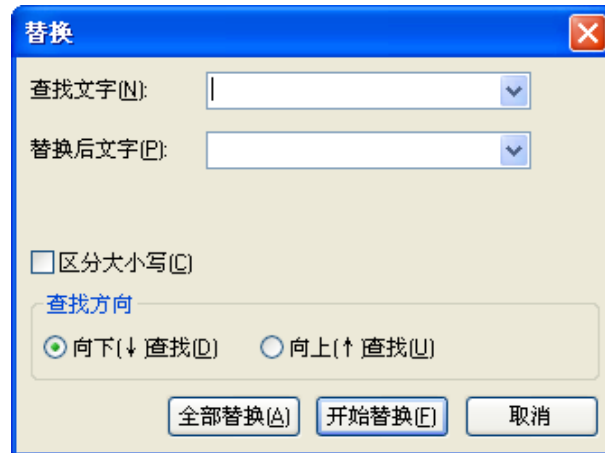 替换
查找文字(N):
替换后文字(P):
区分大小写(C)
查找方向
向下(↓)查找(D) 向上(↑)查找(U)
全部替换(A) 开始替换(F) 取消